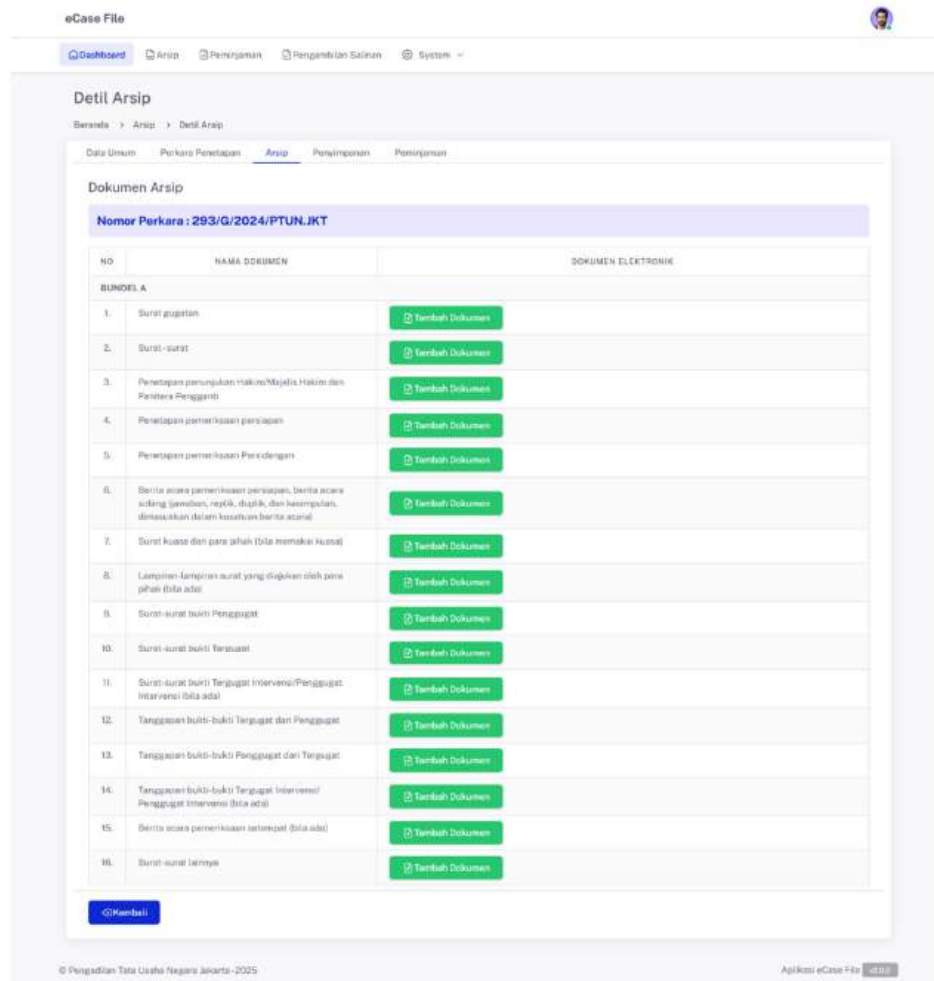 eCase File
Dashboard Arsip Peminjaman Pengambilan Salinan System
Detil Arsip
Beranda > Arsip > Detil Arsip
Data Umum Perkara Penetapan Arsip Penyimpanan Peminjaman
Dokumen Arsip
Nomor Perkara : 293/G/2024/PTUN.JKT
NO NAMA DOKUMEN DOKUMEN ELEKTRONIK
BUNDEL A
1. Surat gugatan Tambah Dokumen
2. Surat-surat Tambah Dokumen
3. Penetapan penunjukan Hakim/Majelis Hakim dan
Panitera Pengganti
Tambah Dokumen
4. Penetapan pemeriksaan persiapan Tambah Dokumen
5. Penetapan pemeriksaan Persidangan Tambah Dokumen
6. Berita acara pemeriksaan persiapan, berita acara
sidang (jawaban, replik, duplik, dan kesimpulan,
dimasukkan dalam kesatuan berita acara)
Tambah Dokumen
7. Surat kuasa dari para pihak (bila memakai kuasa) Tambah Dokumen
8. Lampiran-lampiran surat yang diajukan oleh para
pihak (bila ada)
Tambah Dokumen
9. Surat-surat bukti Penggugat Tambah Dokumen
10. Surat-surat bukti Tergugat Tambah Dokumen
11. Surat-surat bukti Tergugat Intervensi/Penggugat
Intervensi (bila ada)
Tambah Dokumen
12. Tanggapan bukti-bukti Tergugat dari Penggugat Tambah Dokumen
13. Tanggapan bukti-bukti Penggugat dari Tergugat Tambah Dokumen
14. Tanggapan bukti-bukti Tergugat Intervensi/
Penggugat Intervensi (bila ada)
Tambah Dokumen
15. Berita acara pemeriksaan setempat (bila ada) Tambah Dokumen
16. Surat-surat lainnya Tambah Dokumen
Kembali
© Pengadilan Tata Usaha Negara Jakarta -2025
Aplikasi eCase File